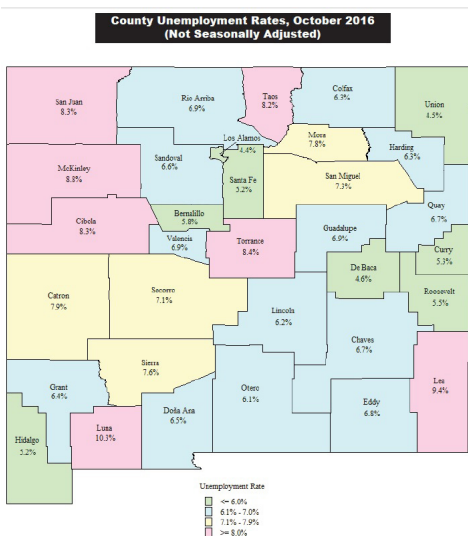 County Unemployment Rates, October 2016
(Not Seasonally Adjusted)
San Juan
8.3%
Rio Arriba
6.9%
Taos
8.2%
Colfax
6.3%
Union
4.5%
Los Alamos
4.4%
Mora
7.8%
Harding
6.3%
McKinley
8.8%
Sandoval
6.6%
Santa Fe
5.2%
San Miguel
7.3%
Quay
6.7%
Cibola
8.3%
Bernalillo
5.8%
Valencia
6.9%
Torrance
8.4%
Guadalupe
6.9%
Curry
5.3%
De Baca
4.6%
Roosevelt
5.5%
Catron
7.9%
Socorro
7.1%
Lincoln
6.2%
Chaves
6.7%
Sierra
7.6%
Grant
6.4%
Luna
10.3%
Doña Ana
6.5%
Otero
6.1%
Eddy
6.8%
Lea
9.4%
Hidalgo
5.2%
Unemployment Rate
<= 6.0%
6.1% - 7.0%
7.1% - 7.9%
>= 8.0%